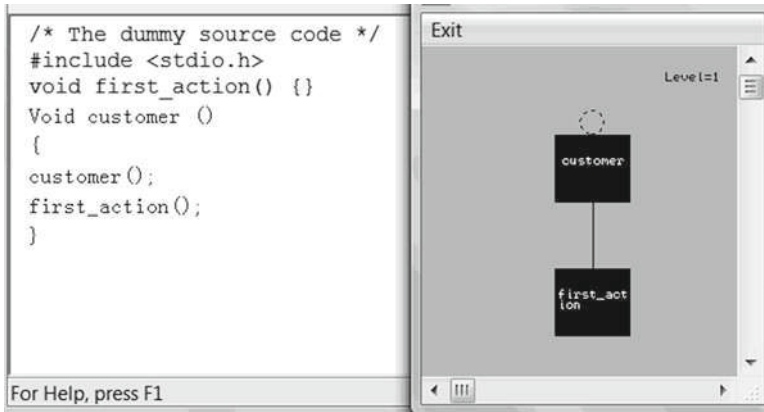 /* The dummy source code */
#include <stdio.h>
void first_action() {}
Void customer ()
{
customer();
first_action();
}
For Help, press F1
Exit
Level=1
customer
first_act
ion